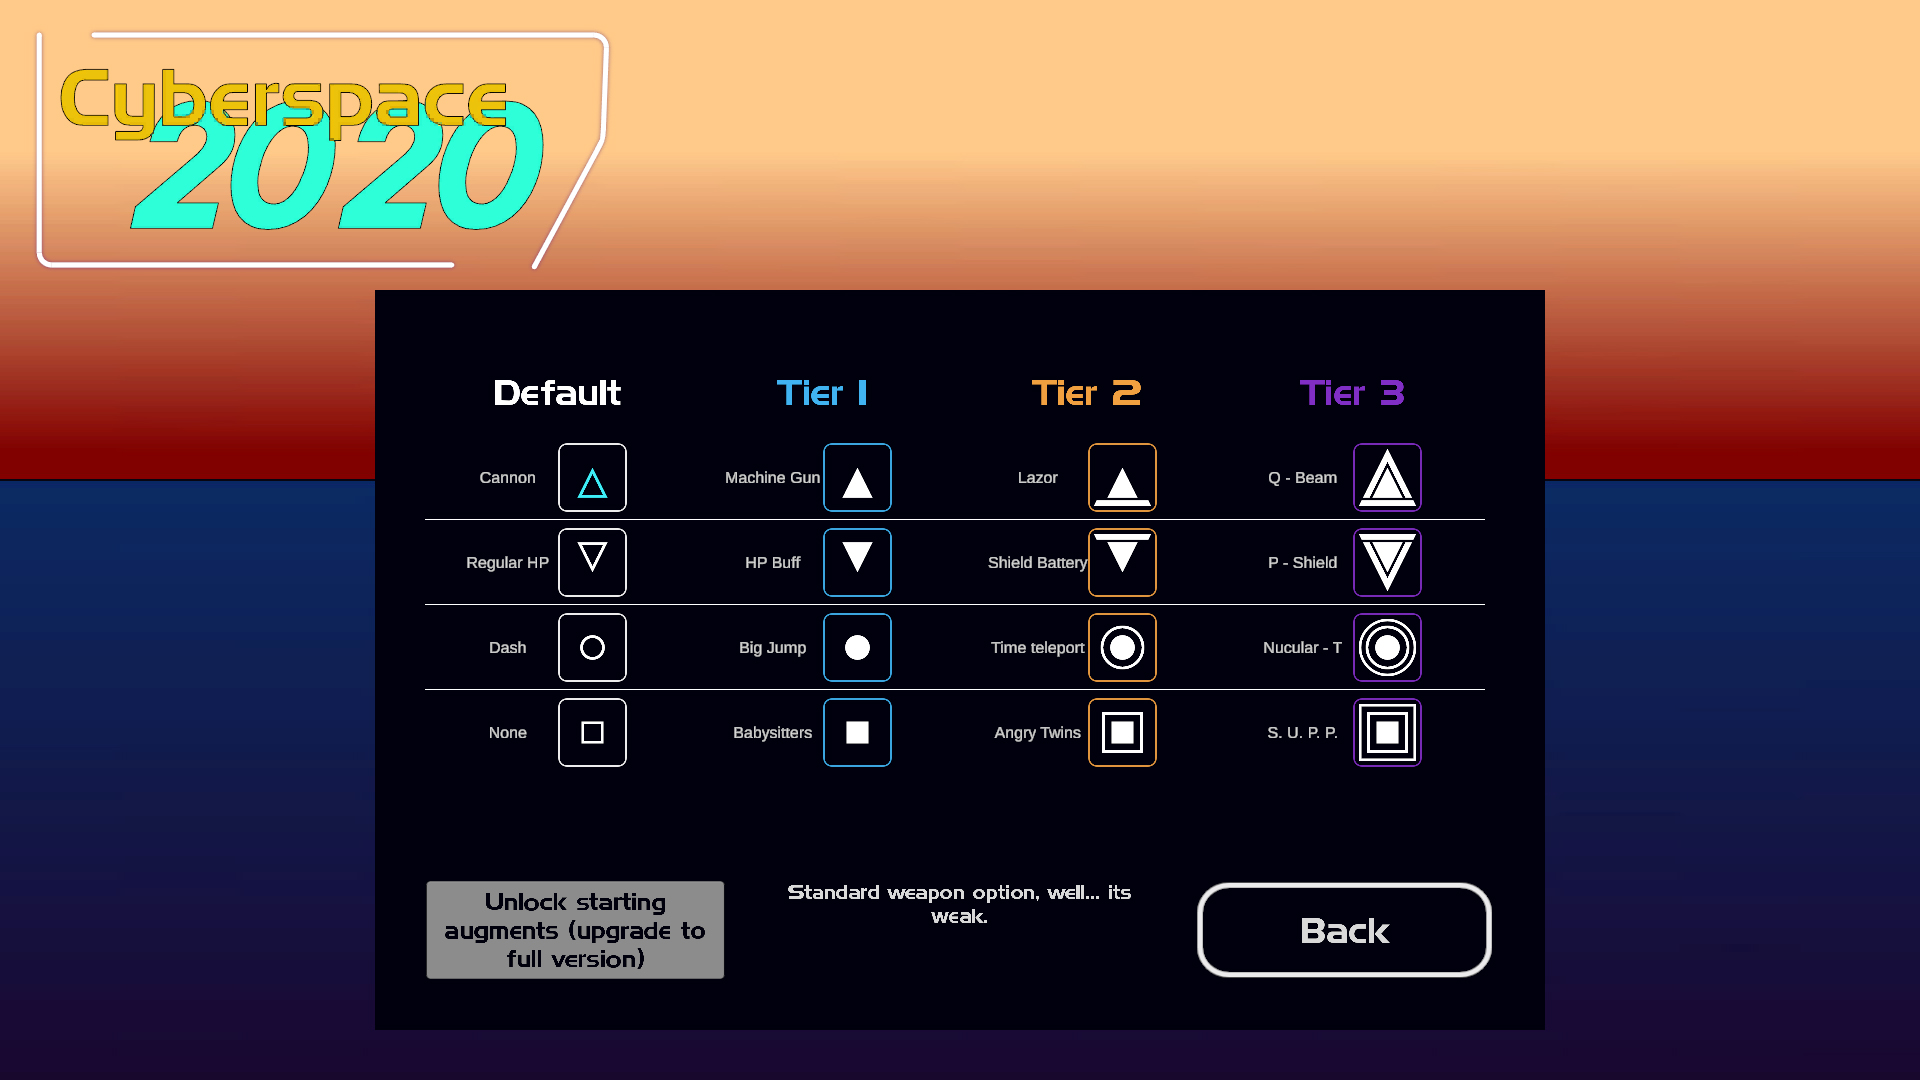 Cyberspace
2020
Default Tier 1 Tier 2 Tier 3
Cannon Machine Gun Lazor Q - Beam
Regular HP HP Buff Shield Battery P - Shield
Dash Big Jump Time teleport Nucular - T
None Babysitters Angry Twins S. U. P. P.
Unlock starting
augments (upgrade to
full version)
Standard weapon option, well... its
weak.
Back